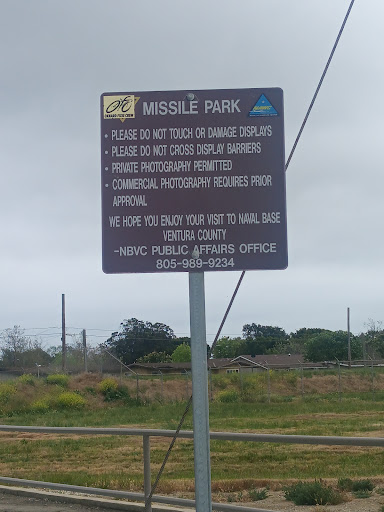 MISSILE PARK
• PLEASE DO NOT TOUCH OR DAMAGE DISPLAYS
• PLEASE DO NOT CROSS DISPLAY BARRIERS
• PRIVATE PHOTOGRAPHY PERMITTED
• COMMERCIAL PHOTOGRAPHY REQUIRES PRIOR
APPROVAL
WE HOPE YOU ENJOY YOUR VISIT TO NAVAL BASE
VENTURA COUNTY
-NBVC PUBLIC AFFAIRS OFFICE
805-989-9234